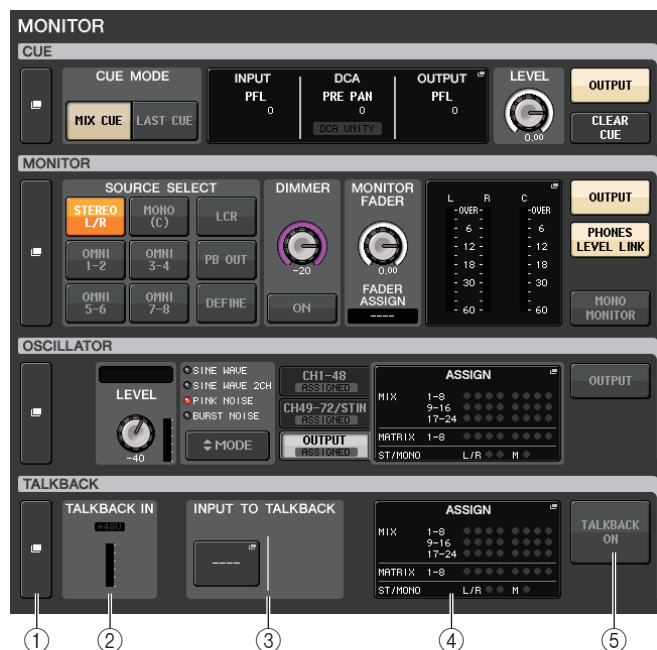 MONITOR
CUE
CUE MODE
MIX CUE
LAST CUE
INPUT
PFL
0
DCA
PRE PAN
0
DCA UNITY
OUTPUT
PFL
0
LEVEL
0.00
OUTPUT
CLEAR
CUE
MONITOR
SOURCE SELECT
STEREO
L/R
MONO
(C)
LCR
OMNI
1-2
OMNI
3-4
PB OUT
OMNI
5-6
OMNI
7-8
DEFINE
DIMMER
-20
ON
MONITOR
FADER
0.00
FADER
ASSIGN
----
L R C
-OVER- -OVER
- 6 - - 6
- 12 - - 12
- 18 - - 18
- 30 - - 30
- 60 - - 60
OUTPUT
PHONES
LEVEL LINK
MONO
MONITOR
OSCILLATOR
LEVEL
-40
SINE WAVE
SINE WAVE 2CH
PINK NOISE
BURST NOISE
MODE
CH1-48
ASSIGNED
CH49-72/STIN
ASSIGNED
OUTPUT
ASSIGNED
ASSIGN
MIX 1-8
9-16
17-24
MATRIX 1-8
ST/MONO L/R M
OUTPUT
TALKBACK
TALKBACK IN
+48V
INPUT TO TALKBACK
----
ASSIGN
MIX 1-8
9-16
17-24
MATRIX 1-8
ST/MONO L/R M
TALKBACK
ON
① ② ③ ④ ⑤